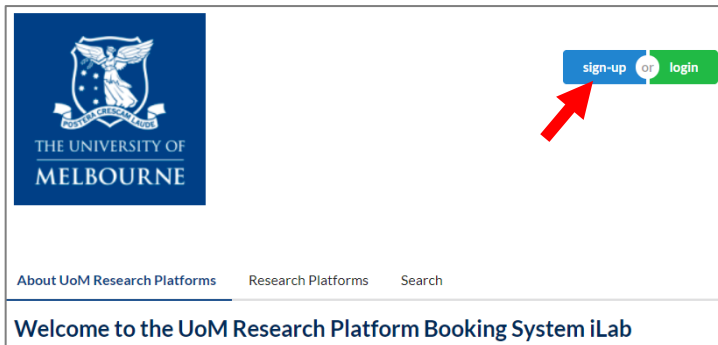 POSTERA CRESCAM LAUDE
THE UNIVERSITY OF
MELBOURNE
sign-up or login
About UoM Research Platforms Research Platforms Search
Welcome to the UoM Research Platform Booking System iLab